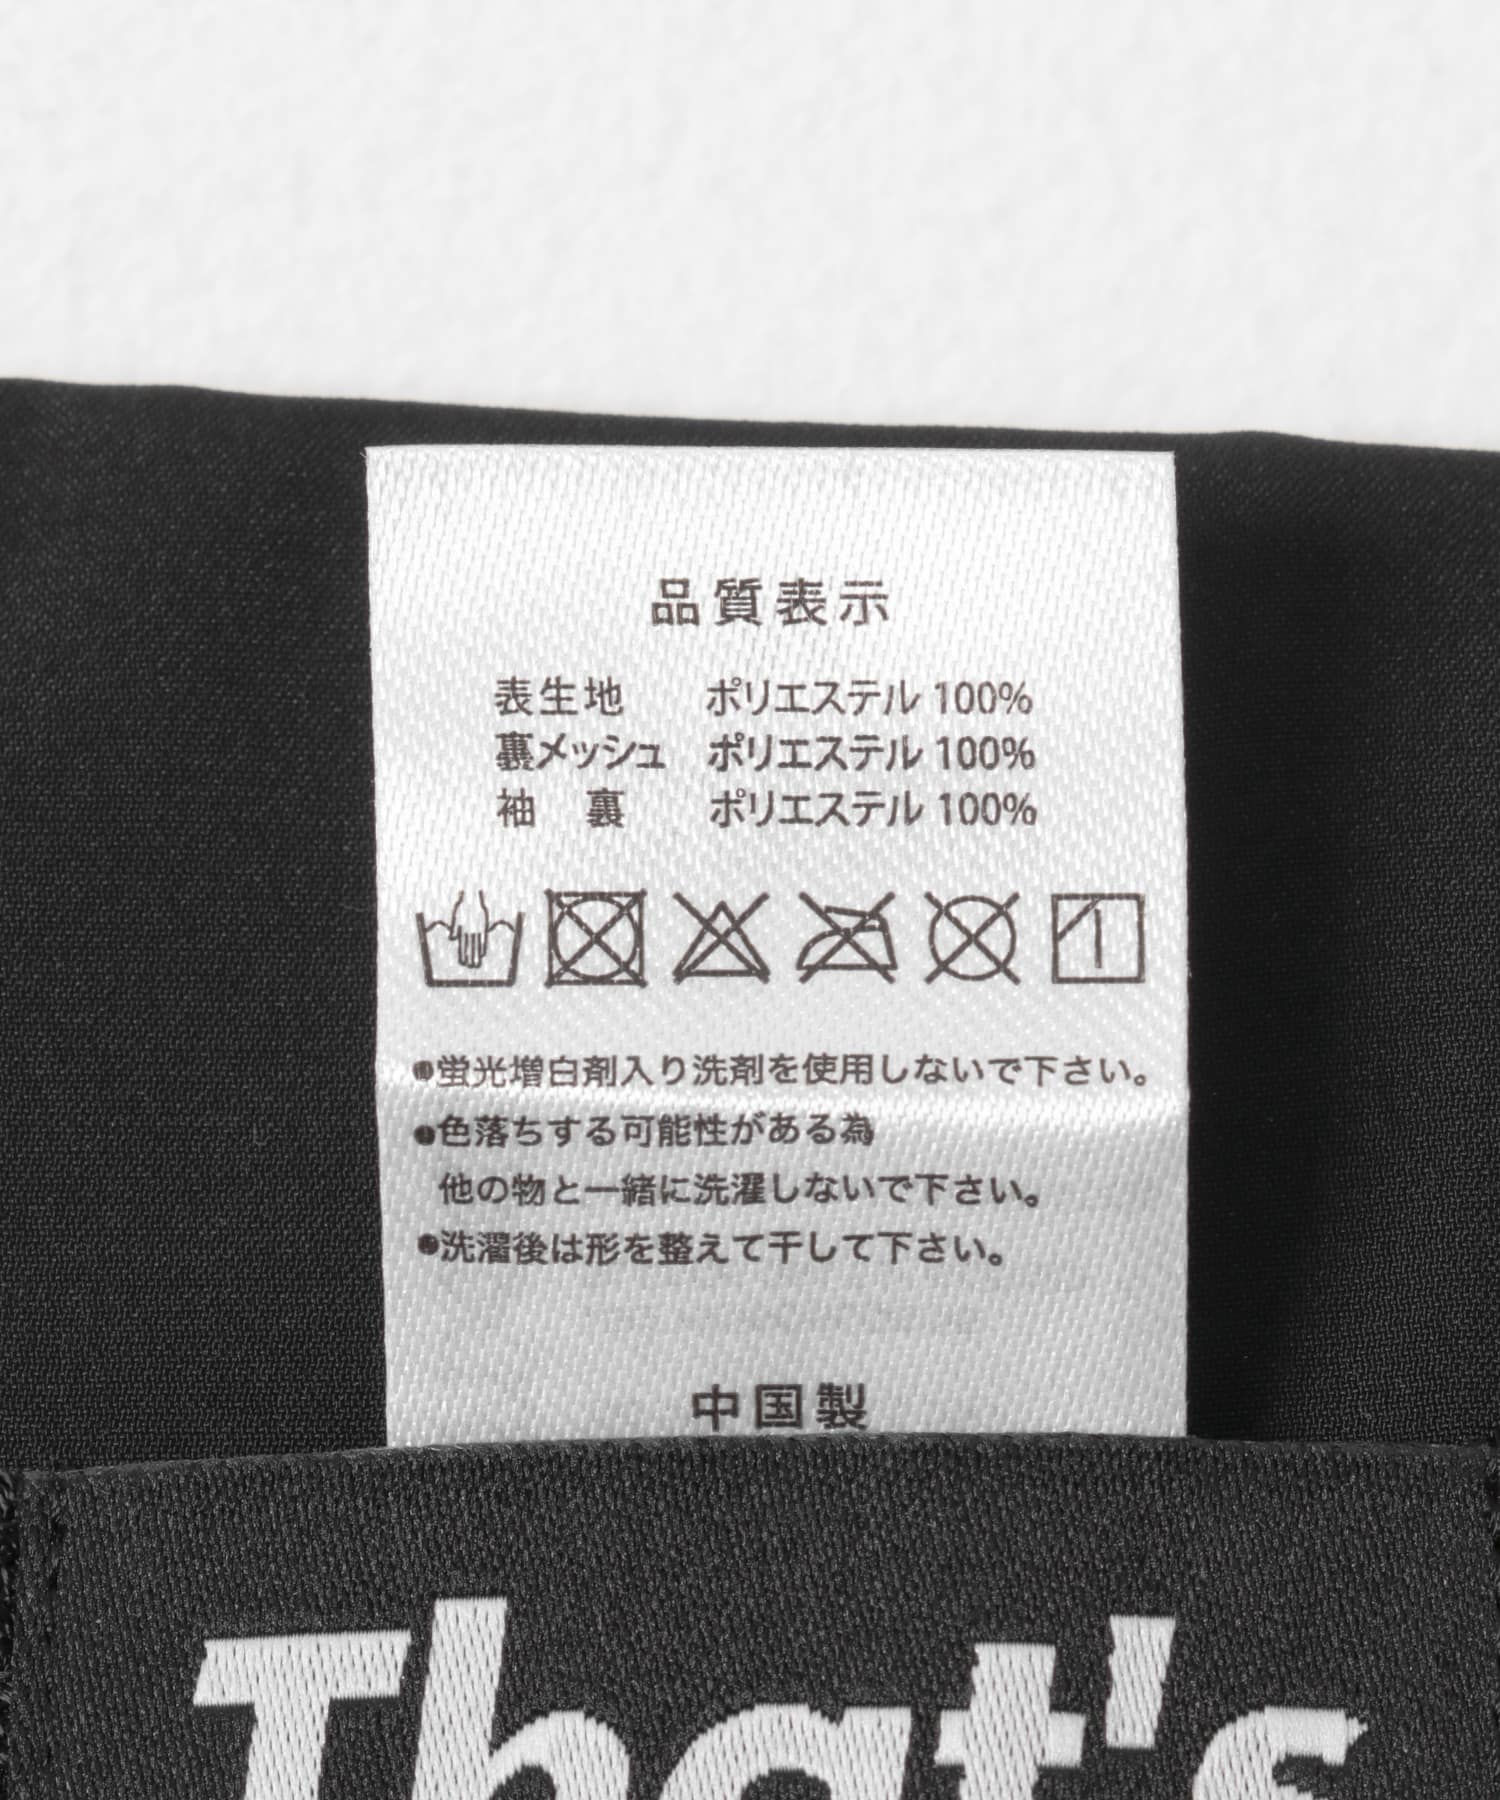 品質表示
表生地 ポリエステル 100%
裏メッシュ ポリエステル 100%
袖 裏 ポリエステル 100%
●蛍光増白剤入り洗剤を使用しないで下さい。
●色落ちする可能性がある為
他の物と一緒に洗濯しないで下さい。
●洗濯後は形を整えて干して下さい。
中国製
That's